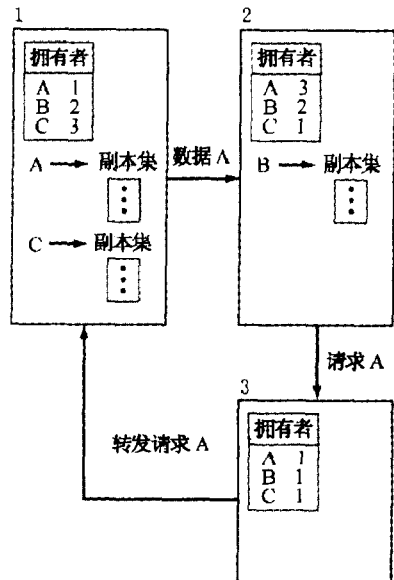 1
拥有者
A 1
B 2
C 3
A 副本集
C 副本集
数据 A
2
拥有者
A 3
B 2
C 1
B 副本集
请求 A
3
拥有者
A 1
B 1
C 1
转发请求 A